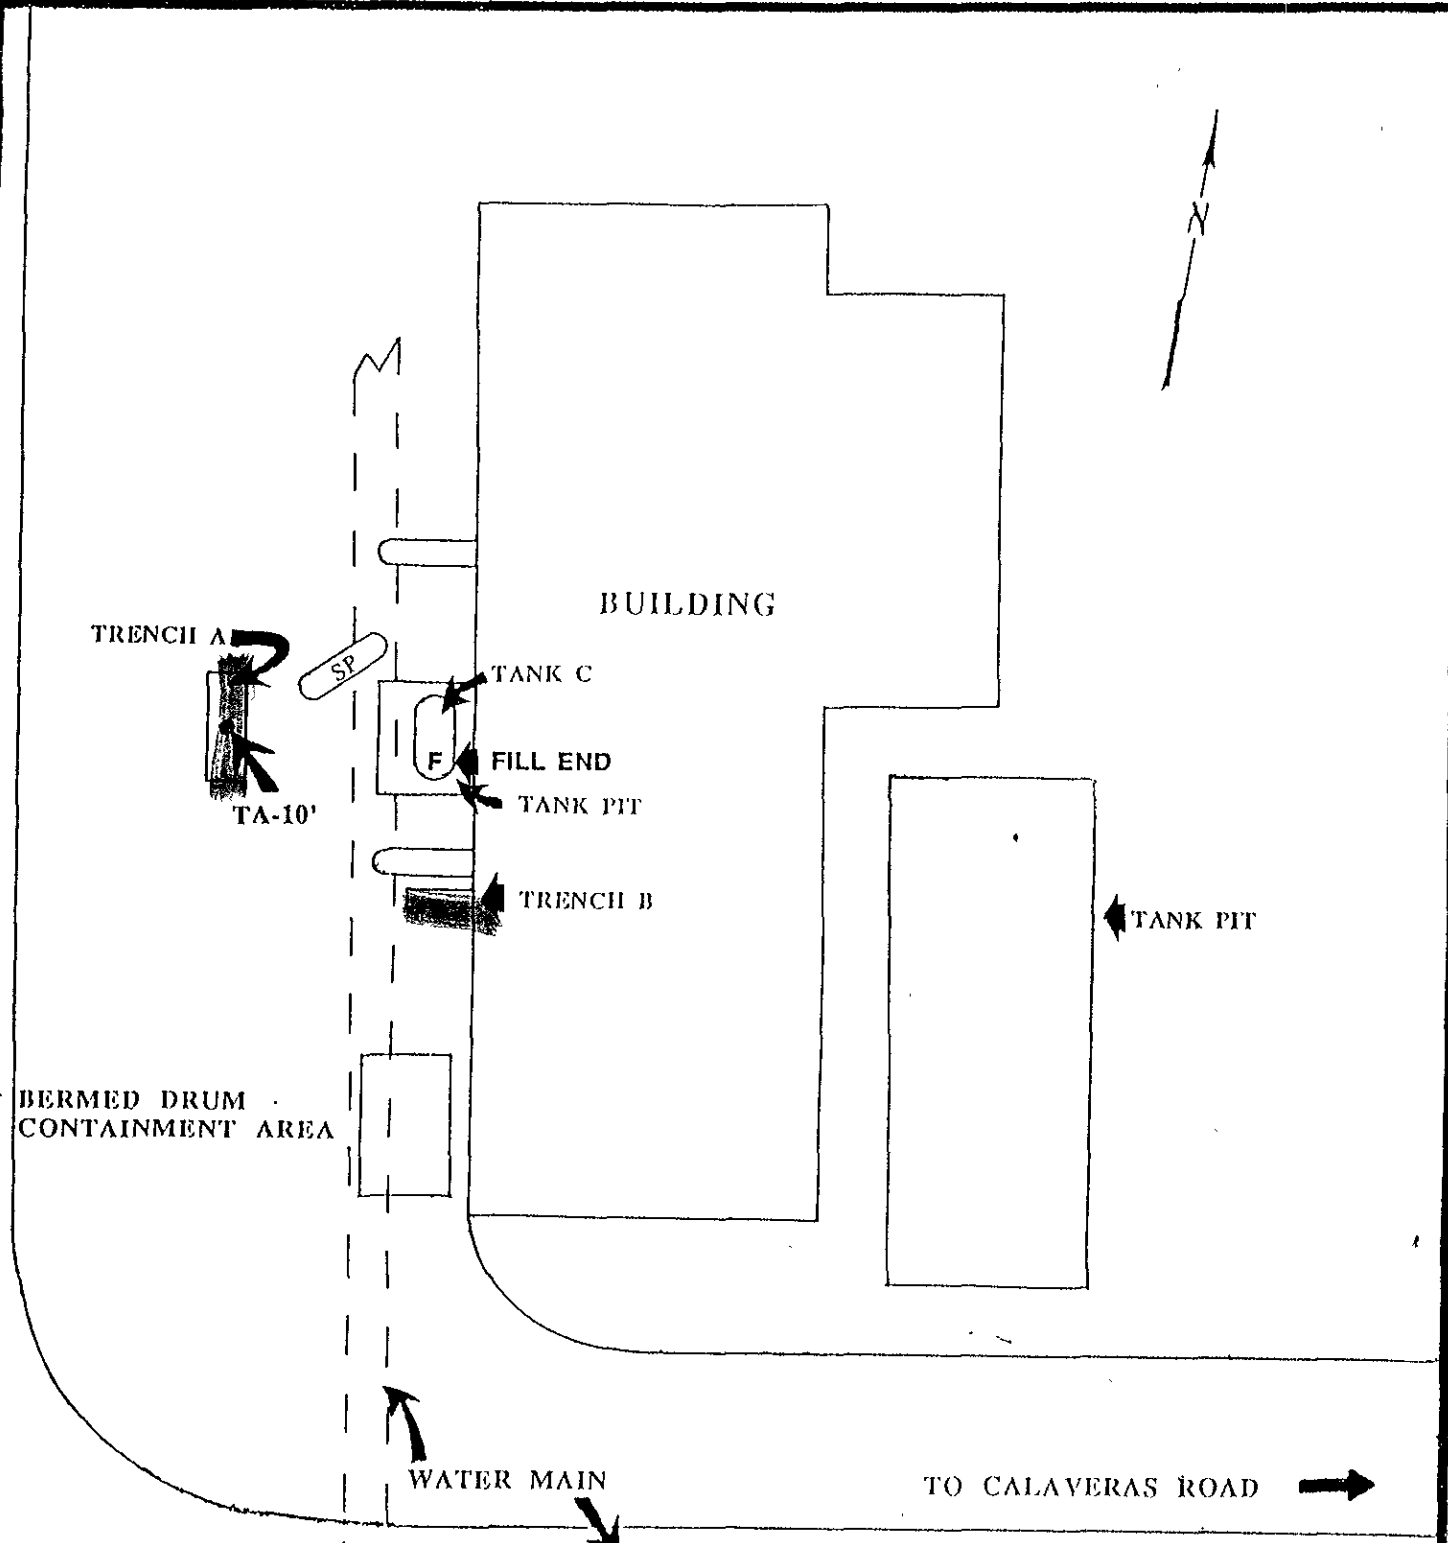 N
BUILDING
TRENCH A
SP
TANK C
F
FILL END
TANK PIT
TA-10'
TRENCH B
TANK PIT
BERMED DRUM
CONTAINMENT AREA
WATER MAIN
TO CALAVERAS ROAD